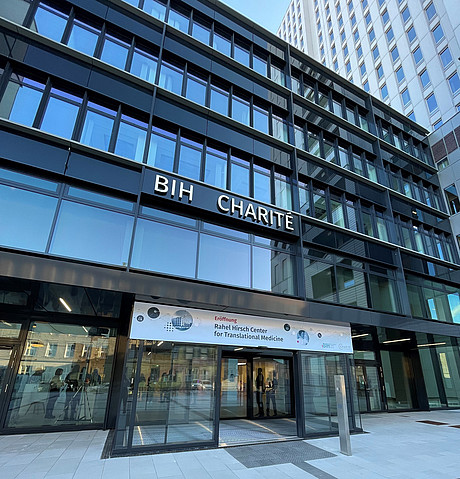 BIH CHARITÉ
Eröffnung
Rahel Hirsch Center
for Translational Medicine